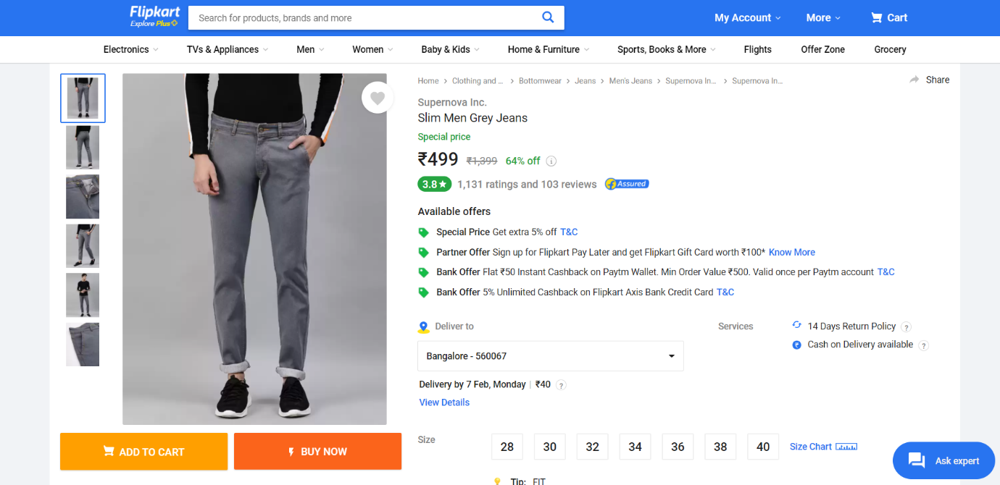 Flipkart
Explore Plus
Search for products, brands and more
My Account
More
Cart
Electronics
TVs & Appliances
Men
Women
Baby & Kids
Home & Furniture
Sports, Books & More
Flights
Offer Zone
Grocery
Home > Clothing and ... > Bottomwear > Jeans > Men's Jeans > Supernova In... > Supernova In...
Share
Supernova Inc.
Slim Men Grey Jeans
Special price
₹499 ₹1,399 64% off
3.8★ 1,131 ratings and 103 reviews Assured
Available offers
Special Price Get extra 5% off T&C
Partner Offer Sign up for Flipkart Pay Later and get Flipkart Gift Card worth ₹100* Know More
Bank Offer Flat ₹50 Instant Cashback on Paytm Wallet. Min Order Value ₹500. Valid once per Paytm account T&C
Bank Offer 5% Unlimited Cashback on Flipkart Axis Bank Credit Card T&C
Deliver to
Bangalore - 560067
Delivery by 7 Feb, Monday | ₹40 ?
View Details
Services
14 Days Return Policy ?
Cash on Delivery available ?
ADD TO CART
BUY NOW
Size
28 30 32 34 36 38 40
Size Chart
Tip: FIT
Ask expert